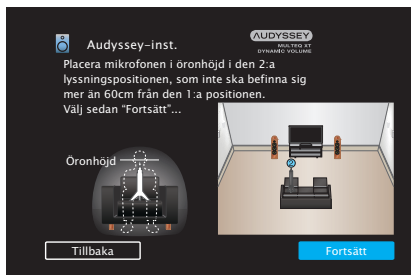 Audyssey-inst.
AUDYSSEY
MULTEQ XT
DYNAMIC VOLUME
Placera mikrofonen i öronhöjd i den 2:a
lyssningspositionen, som inte ska befinna sig
mer än 60cm från den 1:a positionen.
Välj sedan “Fortsätt”...
Öronhöjd
2
Tillbaka
Fortsätt